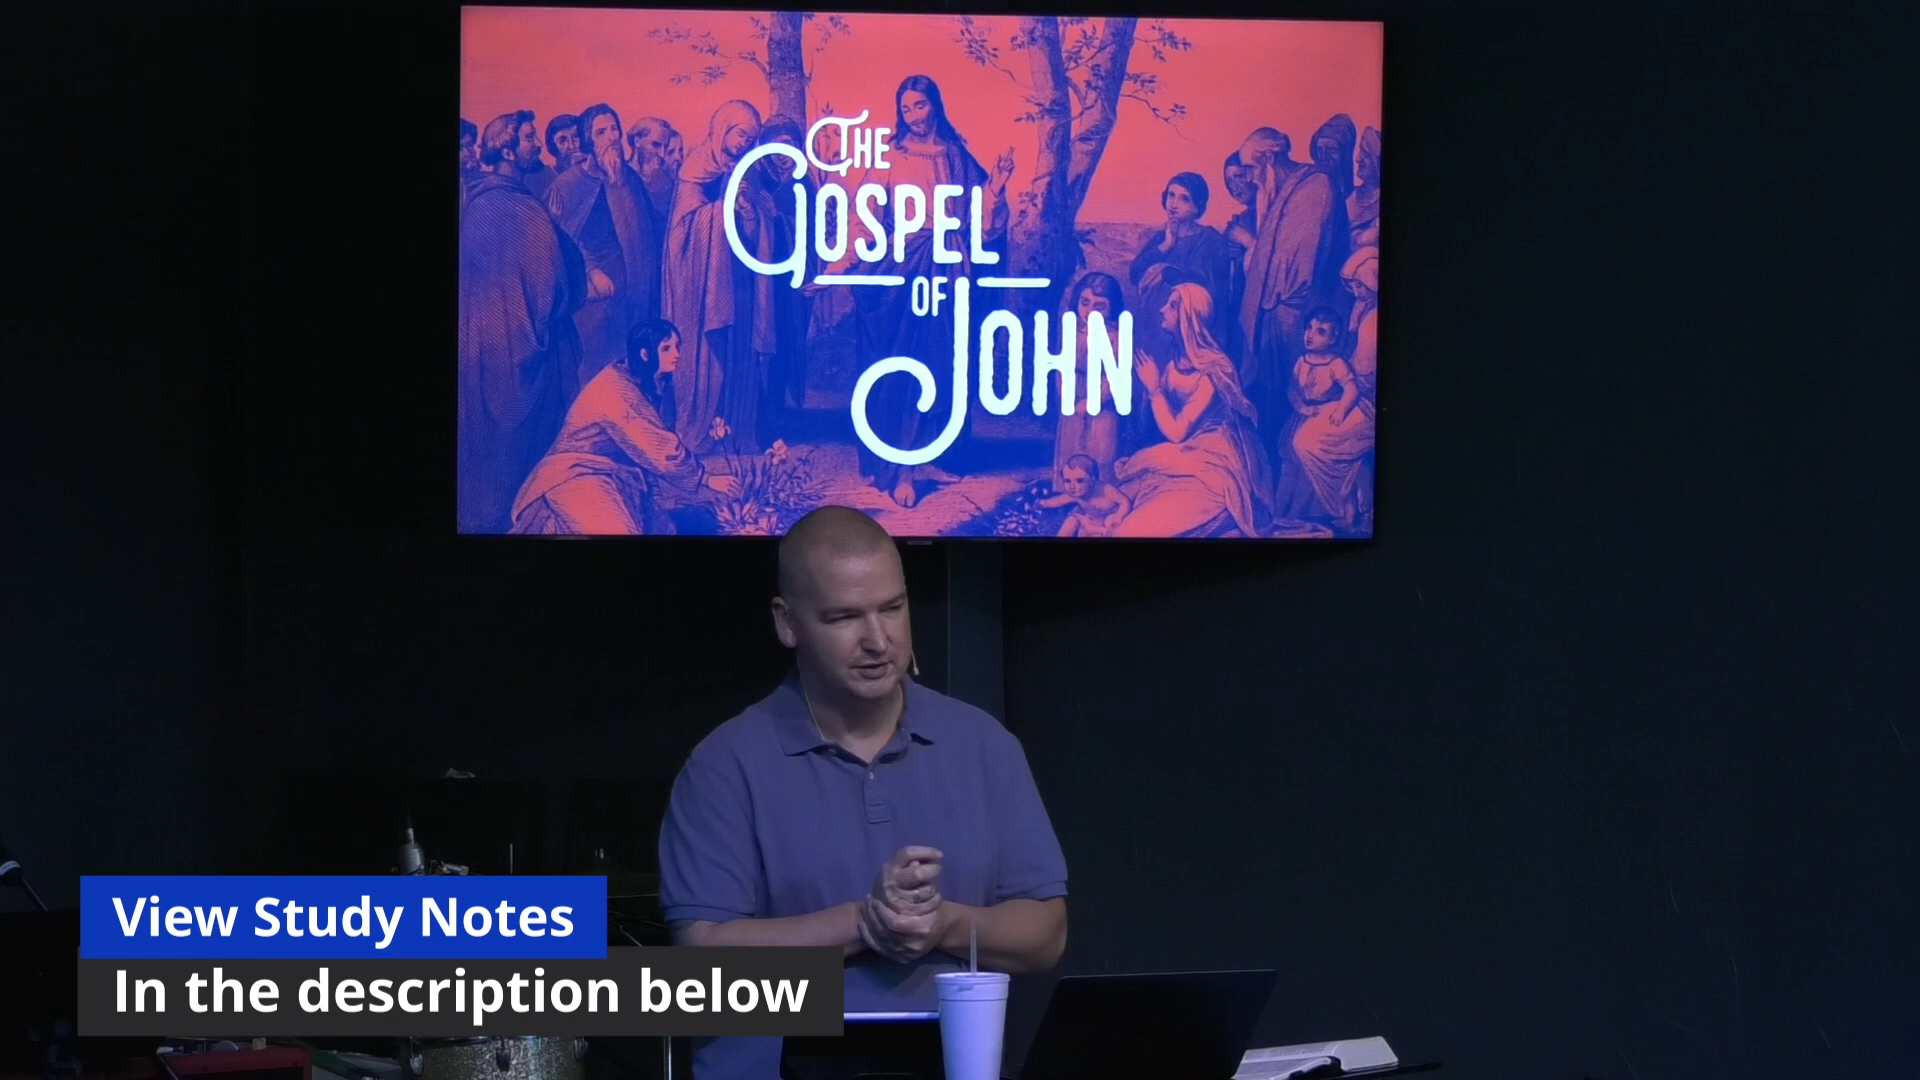 THE
GOSPEL
OF
JOHN
View Study Notes
In the description below